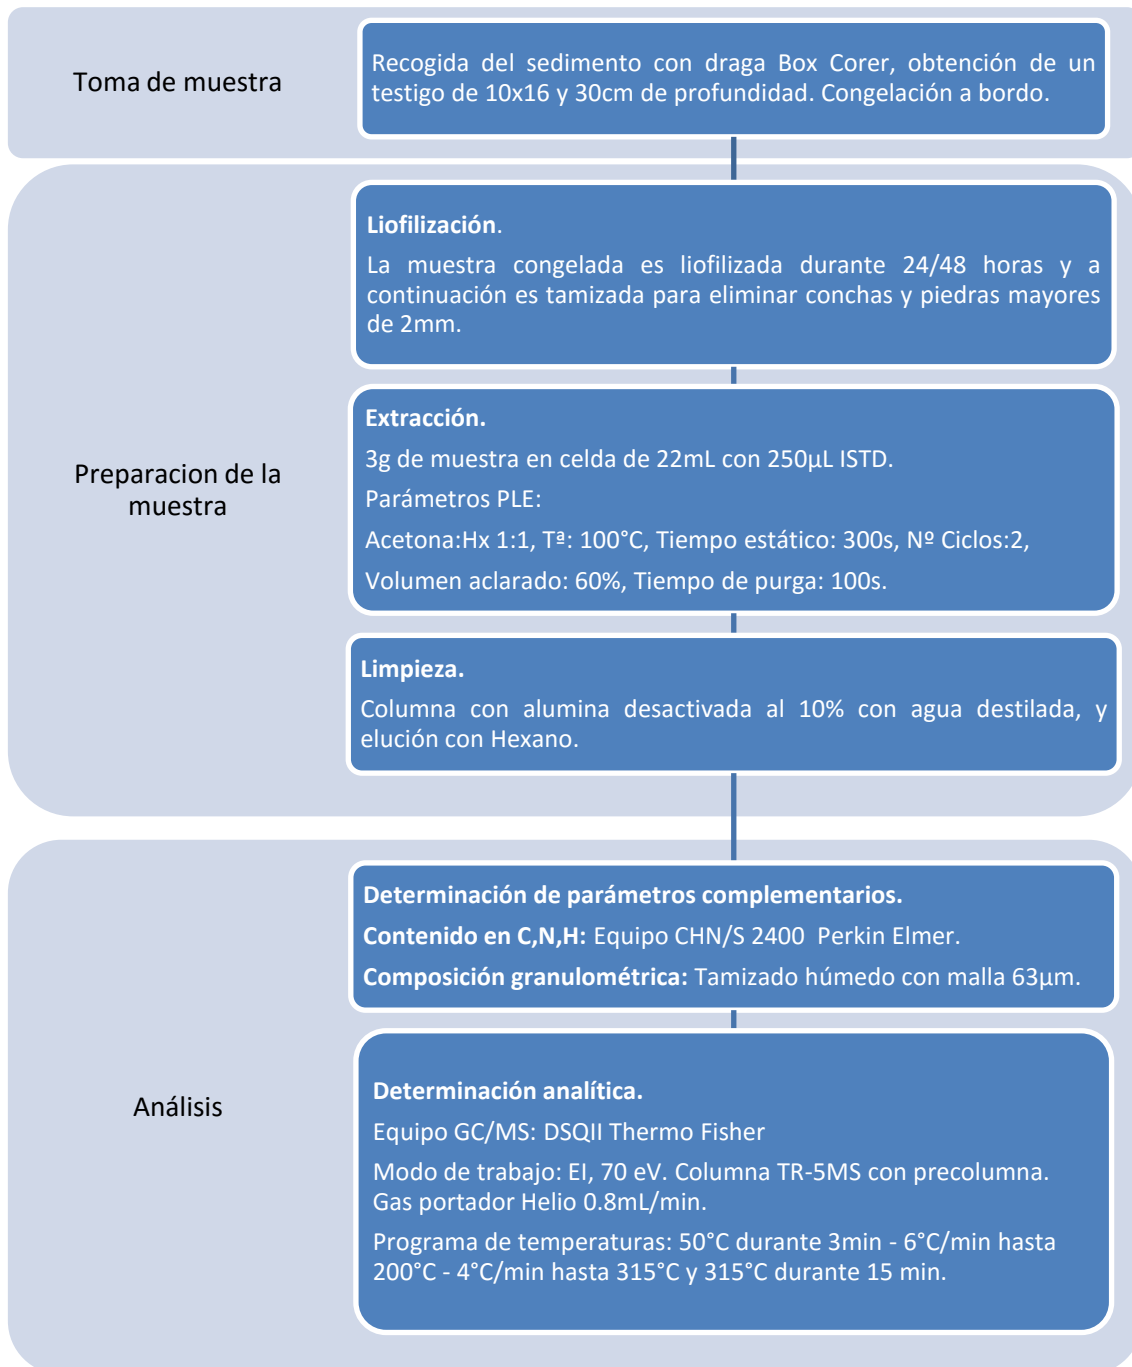 Toma de muestra
Recogida del sedimento con draga Box Corer, obtención de un
testigo de 10x16 y 30cm de profundidad. Congelación a bordo.
Preparacion de la
muestra
Liofilización.
La muestra congelada es liofilizada durante 24/48 horas y a
continuación es tamizada para eliminar conchas y piedras mayores
de 2mm.
Extracción.
3g de muestra en celda de 22mL con 250µL ISTD.
Parámetros PLE:
Acetona:Hx 1:1, Tª: 100°C, Tiempo estático: 300s, Nº Ciclos:2,
Volumen aclarado: 60%, Tiempo de purga: 100s.
Limpieza.
Columna con alumina desactivada al 10% con agua destilada, y
elución con Hexano.
Análisis
Determinación de parámetros complementarios.
Contenido en C,N,H: Equipo CHN/S 2400 Perkin Elmer.
Composición granulométrica: Tamizado húmedo con malla 63µm.
Determinación analítica.
Equipo GC/MS: DSQII Thermo Fisher
Modo de trabajo: EI, 70 eV. Columna TR-5MS con precolumna.
Gas portador Helio 0.8mL/min.
Programa de temperaturas: 50°C durante 3min - 6°C/min hasta
200°C - 4°C/min hasta 315°C y 315°C durante 15 min.